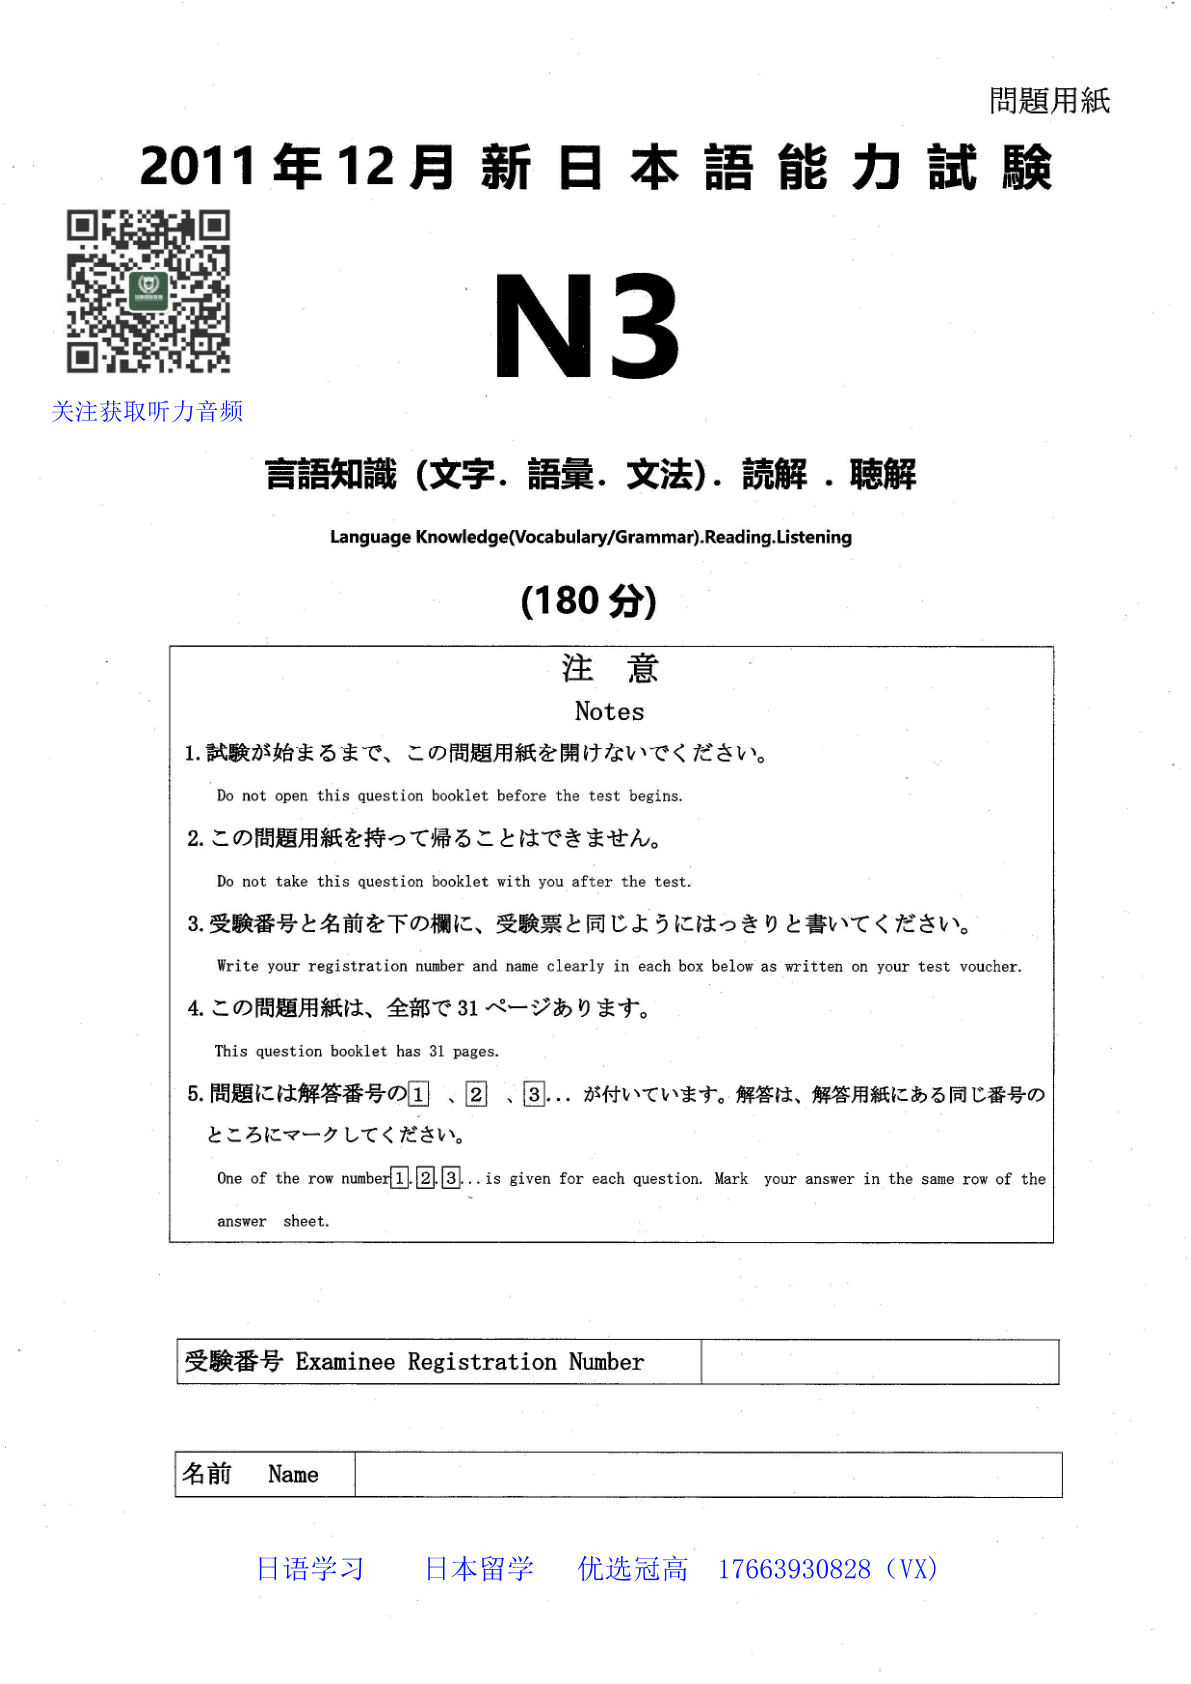 問題用紙
2011年12月新日本語能力試験
N3
关注获取听力音频
言語知識（文字．語彙．文法）．読解．聴解
Language Knowledge(Vocabulary/Grammar).Reading.Listening
(180分)
注 意
Notes
1.試験が始まるまで、この問題用紙を開けないでください。
Do not open this question booklet before the test begins.
2.この問題用紙を持って帰ることはできません。
Do not take this question booklet with you after the test.
3.受験番号と名前を下の欄に、受験票と同じようにはっきりと書いてください。
Write your registration number and name clearly in each box below as written on your test voucher.
4.この問題用紙は、全部で31ページあります。
This question booklet has 31 pages.
5.問題には解答番号の1、2、3...が付いています。解答は、解答用紙にある同じ番号の
ところにマークしてください。
One of the row number1.2.3...is given for each question. Mark your answer in the same row of the
answer sheet.
受験番号 Examinee Registration Number
名前 Name
日语学习 日本留学 优选冠高 17663930828（VX)